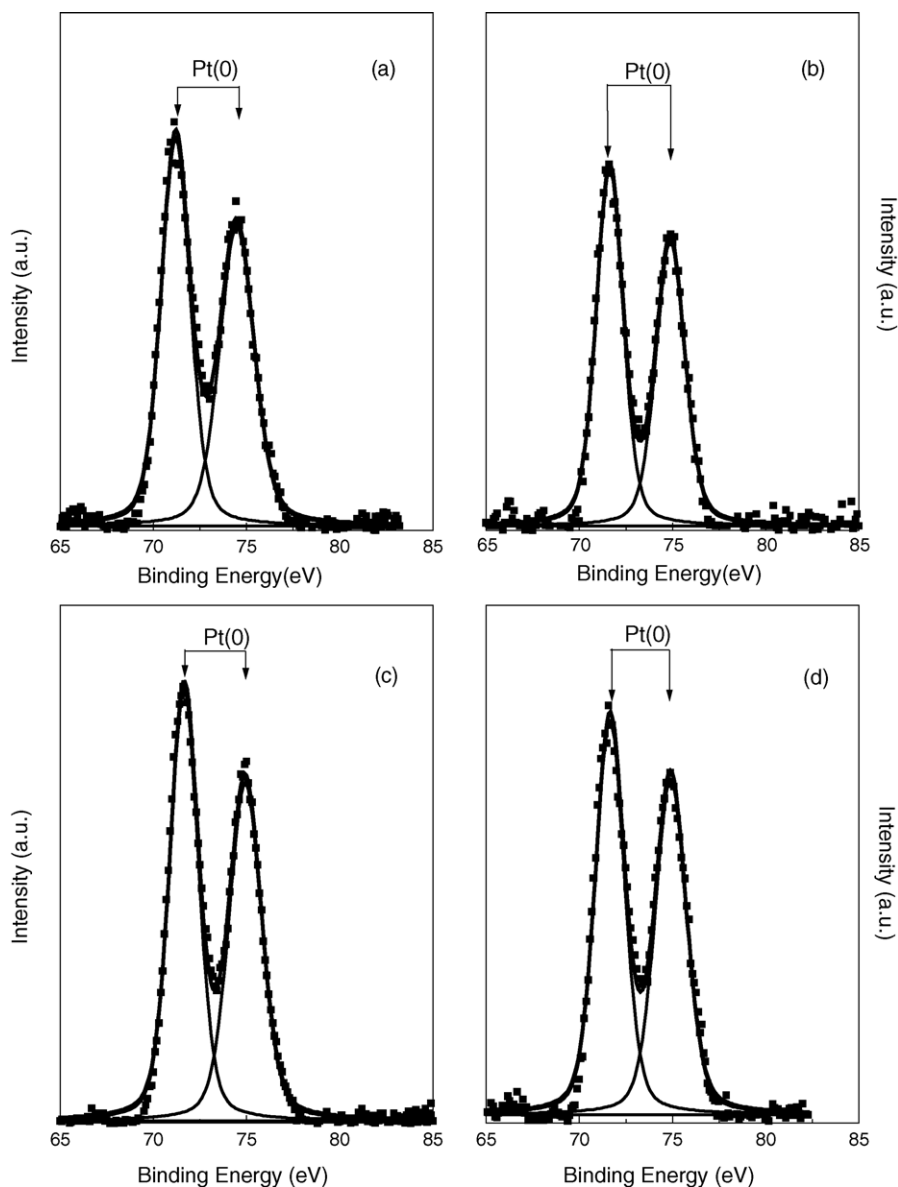 Pt(0)
(a)
Intensity (a.u.)
65 70 75 80 85
Binding Energy(eV)
Pt(0)
(b)
Intensity (a.u.)
65 70 75 80 85
Binding Energy(eV)
Pt(0)
(c)
Intensity (a.u.)
65 70 75 80 85
Binding Energy (eV)
Pt(0)
(d)
Intensity (a.u.)
65 70 75 80 85
Binding Energy (eV)